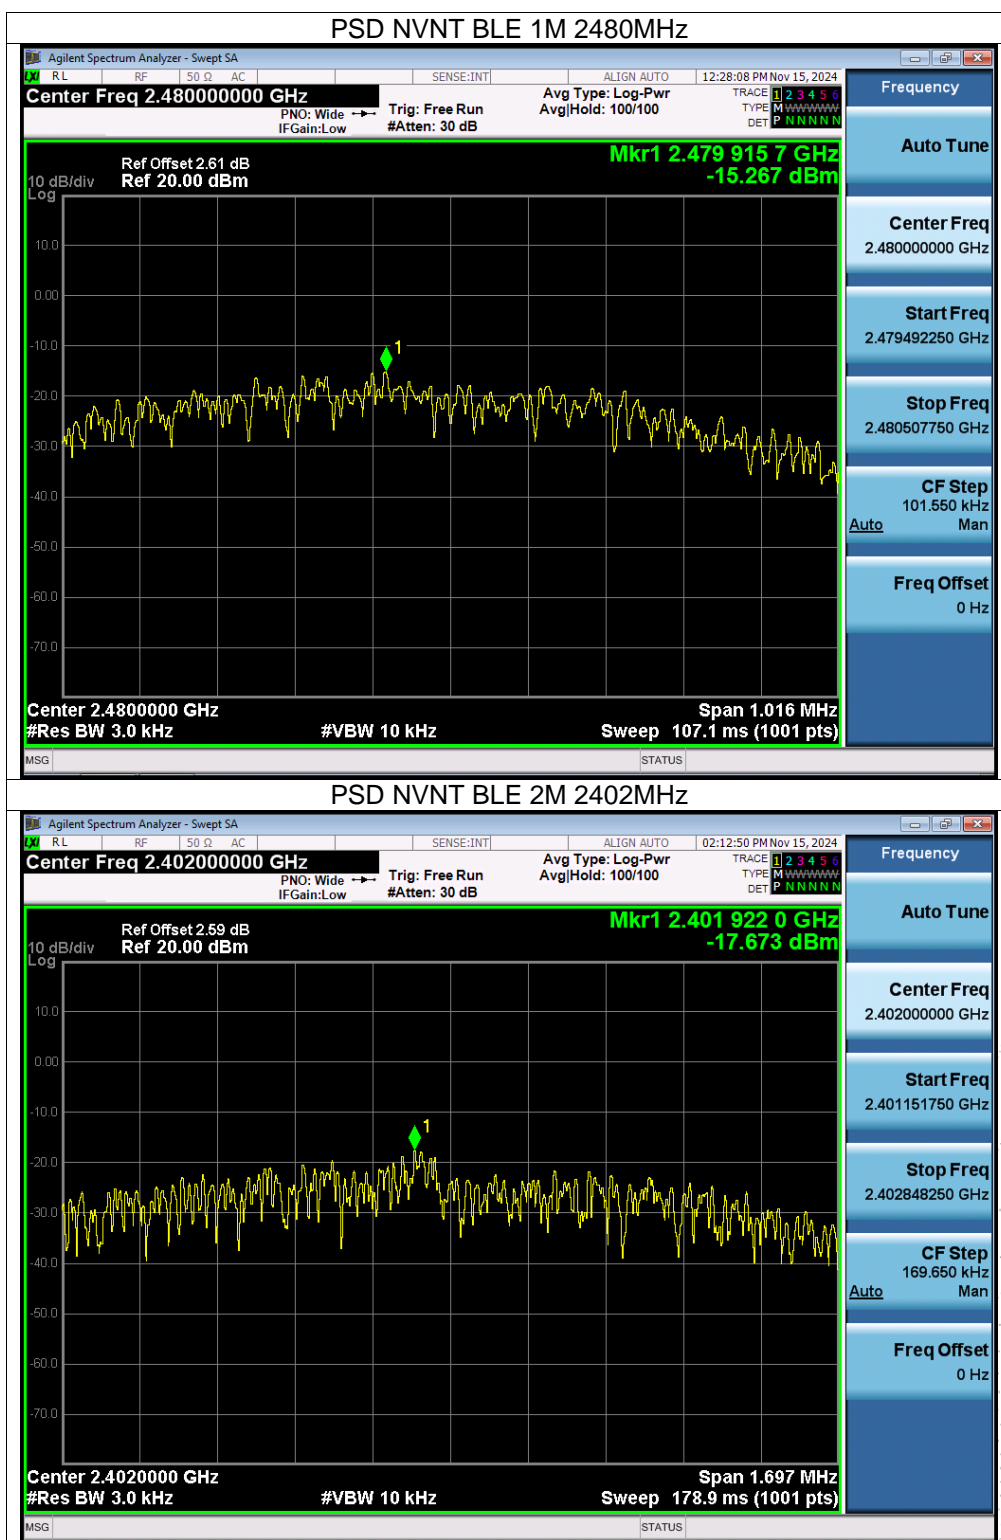 PSD NVNT BLE 1M 2480MHz
Agilent Spectrum Analyzer - Swept SA
LXI RL RF 50 Ω AC SENSE:INT ALIGN AUTO 12:28:08 PM Nov 15, 2024
Center Freq 2.480000000 GHz
PNO: Wide
IFGain:Low
Trig: Free Run
#Atten: 30 dB
Avg Type: Log-Pwr
Avg|Hold: 100/100
TRACE 1 2 3 4 5 6
TYPE M WWWWW
DET P N N N N N
Frequency
Auto Tune
Center Freq
2.480000000 GHz
Start Freq
2.479492250 GHz
Stop Freq
2.480507750 GHz
CF Step
101.550 kHz
Auto Man
Freq Offset
0 Hz
Mkr1 2.479 915 7 GHz
-15.267 dBm
Ref Offset 2.61 dB
10 dB/div Ref 20.00 dBm
Log
10.0
0.00
-10.0
1
-20.0
-30.0
-40.0
-50.0
-60.0
-70.0
Center 2.4800000 GHz Span 1.016 MHz
#Res BW 3.0 kHz #VBW 10 kHz Sweep 107.1 ms (1001 pts)
MSG STATUS
PSD NVNT BLE 2M 2402MHz
Agilent Spectrum Analyzer - Swept SA
LXI RL RF 50 Ω AC SENSE:INT ALIGN AUTO 02:12:50 PM Nov 15, 2024
Center Freq 2.402000000 GHz
PNO: Wide
IFGain:Low
Trig: Free Run
#Atten: 30 dB
Avg Type: Log-Pwr
Avg|Hold: 100/100
TRACE 1 2 3 4 5 6
TYPE M WWWWW
DET P N N N N N
Frequency
Auto Tune
Center Freq
2.402000000 GHz
Start Freq
2.401151750 GHz
Stop Freq
2.402848250 GHz
CF Step
169.650 kHz
Auto Man
Freq Offset
0 Hz
Mkr1 2.401 922 0 GHz
-17.673 dBm
Ref Offset 2.59 dB
10 dB/div Ref 20.00 dBm
Log
10.0
0.00
-10.0
1
-20.0
-30.0
-40.0
-50.0
-60.0
-70.0
Center 2.4020000 GHz Span 1.697 MHz
#Res BW 3.0 kHz #VBW 10 kHz Sweep 178.9 ms (1001 pts)
MSG STATUS